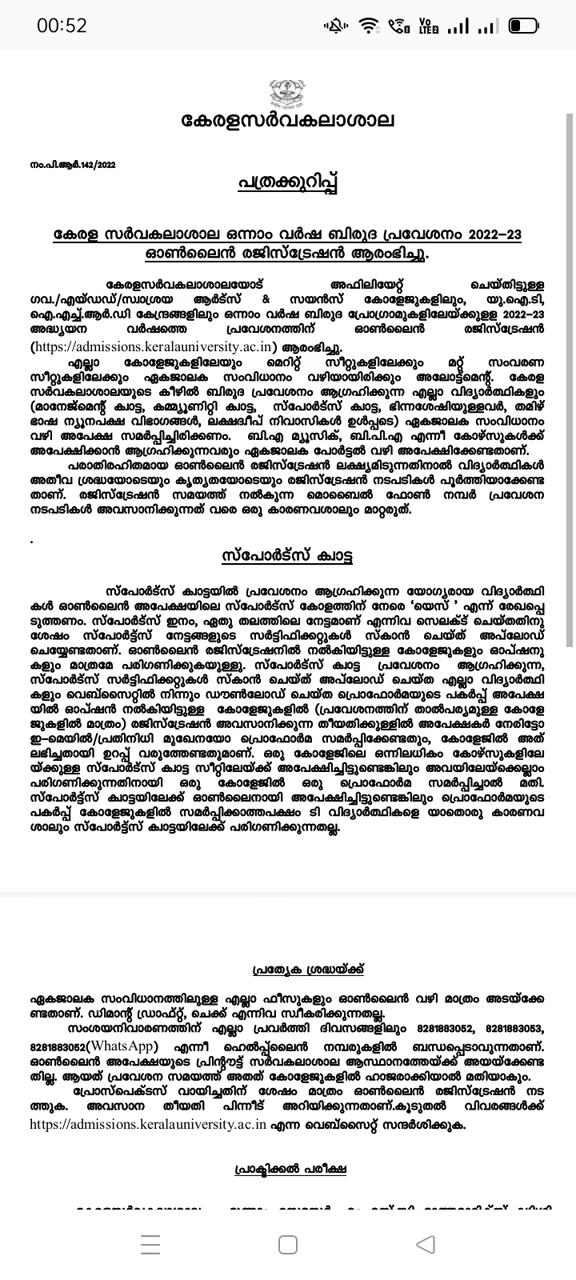 00:52
കേരളസർവകലാശാല
നം.പി.ആർ.142/2022
പത്രക്കുറിപ്പ്
കേരള സർവകലാശാല ഒന്നാം വർഷ ബിരുദ പ്രവേശനം 2022-23
ഓൺലൈൻ രജിസ്ട്രേഷൻ ആരംഭിച്ചു.
കേരളസർവകലാശാലയോട് അഫിലിയേറ്റ് ചെയ്തിട്ടുള്ള
ഗവ./എയ്ഡഡ്/സ്വാശ്രയ ആർട്സ് & സയൻസ് കോളേജുകളിലും, യു.ഐ.ടി,
ഐ.എച്ച്.ആർ.ഡി കേന്ദ്രങ്ങളിലും ഒന്നാം വർഷ ബിരുദ പ്രോഗ്രാമുകളിലേയ്ക്കുള്ള 2022-23
അദ്ധ്യയന വർഷത്തെ പ്രവേശനത്തിന് ഓൺലൈൻ രജിസ്ട്രേഷൻ
(https://admissions.keralauniversity.ac.in) ആരംഭിച്ചു.
എല്ലാ കോളേജുകളിലേയും മെറിറ്റ് സീറ്റുകളിലേക്കും മറ്റ് സംവരണ
സീറ്റുകളിലേക്കും ഏകജാലക സംവിധാനം വഴിയായിരിക്കും അലോട്ട്മെന്റ്. കേരള
സർവകലാശാലയുടെ കീഴിൽ ബിരുദ പ്രവേശനം ആഗ്രഹിക്കുന്ന എല്ലാ വിദ്യാർത്ഥികളും
(മാനേജ്മെന്റ് ക്വാട്ട, കമ്മ്യൂണിറ്റി ക്വാട്ട, സ്പോർട്സ് ക്വാട്ട, ഭിന്നശേഷിയുള്ളവർ, തമിഴ്
ഭാഷ ന്യൂനപക്ഷ വിഭാഗങ്ങൾ, ലക്ഷദ്വീപ് നിവാസികൾ ഉൾപ്പടെ) ഏകജാലക സംവിധാനം
വഴി അപേക്ഷ സമർപ്പിച്ചിരിക്കണം. ബി.എ മ്യൂസിക്, ബി.പി.എ എന്നീ കോഴ്സുകൾക്ക്
അപേക്ഷിക്കാൻ ആഗ്രഹിക്കുന്നവരും ഏകജാലക പോർട്ടൽ വഴി അപേക്ഷിക്കേണ്ടതാണ്.
പരാതിരഹിതമായ ഓൺലൈൻ രജിസ്ട്രേഷൻ ലക്ഷ്യമിടുന്നതിനാൽ വിദ്യാർത്ഥികൾ
അതീവ ശ്രദ്ധയോടെയും കൃത്യതയോടെയും രജിസ്ട്രേഷൻ നടപടികൾ പൂർത്തിയാക്കേണ്ട
താണ്. രജിസ്ട്രേഷൻ സമയത്ത് നൽകുന്ന മൊബൈൽ ഫോൺ നമ്പർ പ്രവേശന
നടപടികൾ അവസാനിക്കുന്നത് വരെ ഒരു കാരണവശാലും മാറ്റരുത്.
.
സ്പോർട്സ് ക്വാട്ട
സ്പോർട്സ് ക്വാട്ടയിൽ പ്രവേശനം ആഗ്രഹിക്കുന്ന യോഗ്യരായ വിദ്യാർത്ഥി
കൾ ഓൺലൈൻ അപേക്ഷയിലെ സ്പോർട്സ് കോളത്തിന് നേരെ 'യെസ് ' എന്ന് രേഖപ്പെ
ടുത്തണം. സ്പോർട്സ് ഇനം, ഏതു തലത്തിലെ നേട്ടമാണ് എന്നിവ സെലക്ട് ചെയ്തതിനു
ശേഷം സ്പോർട്ട്സ് നേട്ടങ്ങളുടെ സർട്ടിഫിക്കറ്റുകൾ സ്കാൻ ചെയ്ത് അപ്ലോഡ്
ചെയ്യേണ്ടതാണ്. ഓൺലൈൻ രജിസ്ട്രേഷനിൽ നൽകിയിട്ടുള്ള കോളേജുകളും ഓപ്ഷനു
കളും മാത്രമേ പരിഗണിക്കുകയുള്ളു. സ്പോർട്സ് ക്വാട്ട പ്രവേശനം ആഗ്രഹിക്കുന്ന,
സ്പോർട്സ് സർട്ടിഫിക്കറ്റുകൾ സ്കാൻ ചെയ്ത് അപ്ലോഡ് ചെയ്ത എല്ലാ വിദ്യാർത്ഥി
കളും വെബ്സൈറ്റിൽ നിന്നും ഡൗൺലോഡ് ചെയ്ത പ്രൊഫോർമയുടെ പകർപ്പ് അപേക്ഷ
യിൽ ഓപ്ഷൻ നൽകിയിട്ടുള്ള കോളേജുകളിൽ (പ്രവേശനത്തിന് താൽപര്യമുള്ള കോളേ
ജുകളിൽ മാത്രം) രജിസ്ട്രേഷൻ അവസാനിക്കുന്ന തീയതിക്കുള്ളിൽ അപേക്ഷകർ നേരിട്ടോ
ഇ-മെയിൽ/പ്രതിനിധി മുഖേനയോ പ്രൊഫോർമ സമർപ്പിക്കേണ്ടതും, കോളേജിൽ അത്
ലഭിച്ചതായി ഉറപ്പ് വരുത്തേണ്ടതുമാണ്. ഒരു കോളേജിലെ ഒന്നിലധികം കോഴ്സുകളിലേ
യ്ക്കുള്ള സ്പോർട്സ് ക്വാട്ട സീറ്റിലേയ്ക്ക് അപേക്ഷിച്ചിട്ടുണ്ടെങ്കിലും അവയിലേയ്ക്കെല്ലാം
പരിഗണിക്കുന്നതിനായി ഒരു കോളേജിൽ ഒരു പ്രൊഫോർമ സമർപ്പിച്ചാൽ മതി.
സ്പോർട്ട്സ് ക്വാട്ടയിലേക്ക് ഓൺലൈനായി അപേക്ഷിച്ചിട്ടുണ്ടെങ്കിലും പ്രൊഫോർമയുടെ
പകർപ്പ് കോളേജുകളിൽ സമർപ്പിക്കാത്തപക്ഷം ടി വിദ്യാർത്ഥികളെ യാതൊരു കാരണവ
ശാലും സ്പോർട്ട്സ് ക്വാട്ടയിലേക്ക് പരിഗണിക്കുന്നതല്ല.
പ്രത്യേക ശ്രദ്ധയ്ക്ക്
ഏകജാലക സംവിധാനത്തിലുള്ള എല്ലാ ഫീസുകളും ഓൺലൈൻ വഴി മാത്രം അടയ്ക്കേ
ണ്ടതാണ്. ഡിമാന്റ് ഡ്രാഫ്റ്റ്, ചെക്ക് എന്നിവ സ്വീകരിക്കുന്നതല്ല.
സംശയനിവാരണത്തിന് എല്ലാ പ്രവർത്തി ദിവസങ്ങളിലും 8281883052, 8281883053,
8281883052(WhatsApp) എന്നീ ഹെൽപ്പ്ലൈൻ നമ്പരുകളിൽ ബന്ധപ്പെടാവുന്നതാണ്.
ഓൺലൈൻ അപേക്ഷയുടെ പ്രിന്റൗട്ട് സർവകലാശാല ആസ്ഥാനത്തേയ്ക്ക് അയയ്ക്കേണ്ട
തില്ല. ആയത് പ്രവേശന സമയത്ത് അതത് കോളേജുകളിൽ ഹാജരാക്കിയാൽ മതിയാകും.
പ്രോസ്പെക്ടസ് വായിച്ചതിന് ശേഷം മാത്രം ഓൺലൈൻ രജിസ്ട്രേഷൻ നട
ത്തുക. അവസാന തീയതി പിന്നീട് അറിയിക്കുന്നതാണ്.കൂടുതൽ വിവരങ്ങൾക്ക്
https://admissions.keralauniversity.ac.in എന്ന വെബ്സൈറ്റ് സന്ദർശിക്കുക.
പ്രാക്ടിക്കൽ പരീക്ഷ